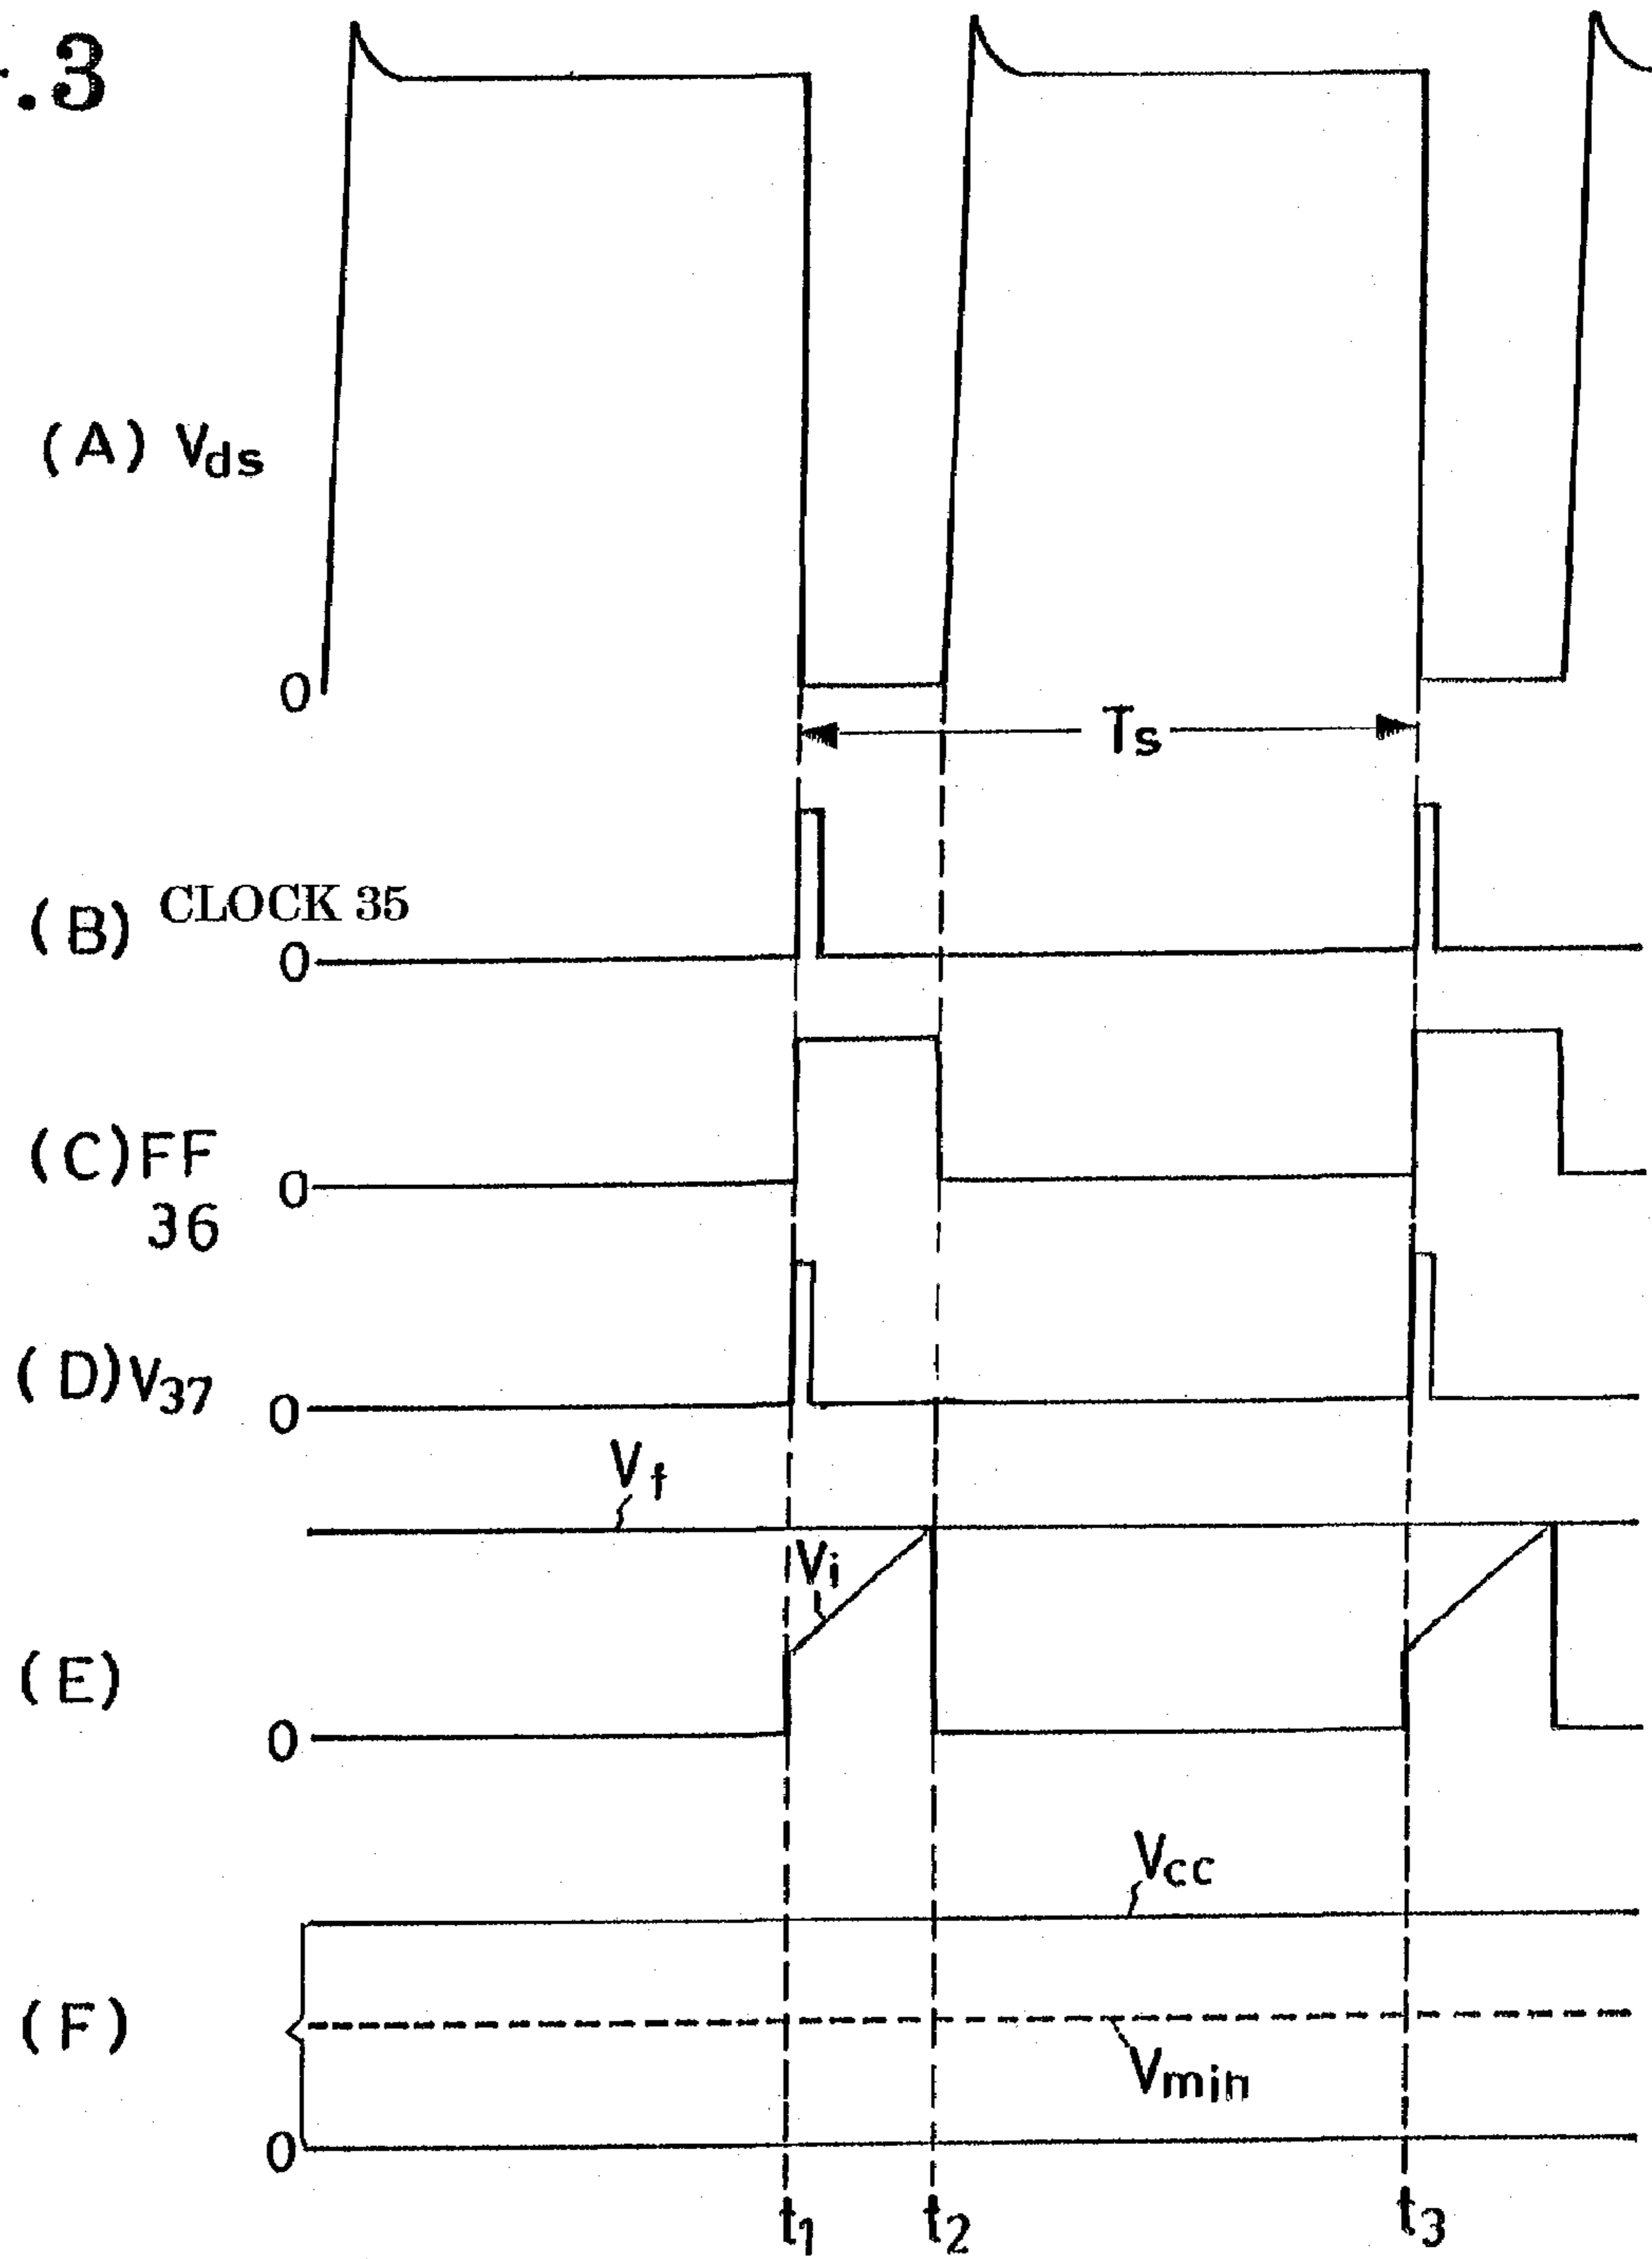 .3
(A) Vds
0
Ts
(B) CLOCK 35
0
(C) FF
36
0
(D) V37
0
Vf
Vi
(E)
0
Vcc
(F)
Vmin
0
t1 t2 t3